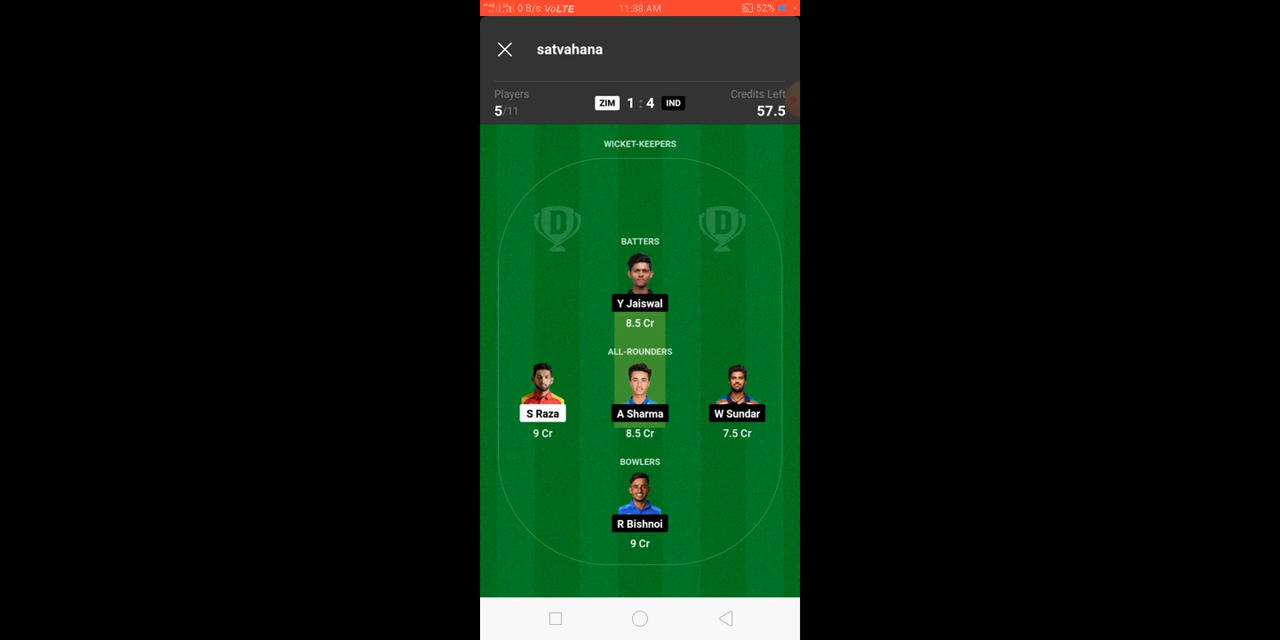 0 B/s VoLTE 11:38 AM 52%
satvahana
Players Credits Left
5/11 ZIM 1 : 4 IND 57.5
WICKET-KEEPERS
D D
BATTERS
Y Jaiswal
8.5 Cr
ALL-ROUNDERS
S Raza A Sharma W Sundar
9 Cr 8.5 Cr 7.5 Cr
BOWLERS
R Bishnoi
9 Cr